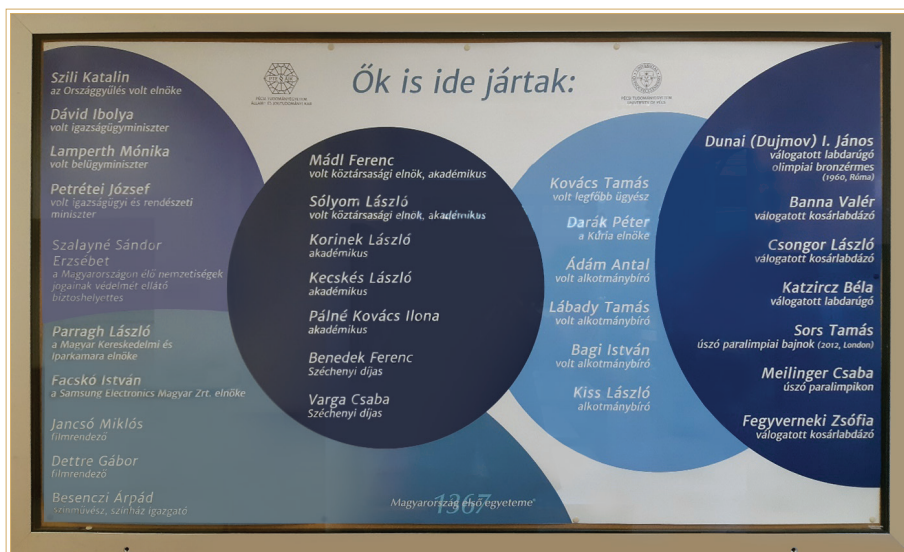 Ők is ide jártak:
Szili Katalin
az Országgyűlés volt elnöke
Dávid Ibolya
volt igazságügyminiszter
Lamperth Mónika
volt belügyminiszter
Petrétei József
volt igazságügyi és rendészeti
miniszter
Szalayné Sándor
Erzsébet
a Magyarországon élő nemzetiségek
jogainak védelmét ellátó
biztoshelyettes
Parragh László
a Magyar Kereskedelmi és
Iparkamara elnöke
Facskó István
a Samsung Electronics Magyar Zrt. elnöke
Jancsó Miklós
filmrendező
Dettre Gábor
filmrendező
Besenczi Árpád
színművész, színház igazgató
Mádl Ferenc
volt köztársasági elnök, akadémikus
Sólyom László
volt köztársasági elnök, akadémikus
Korinek László
akadémikus
Kecskés László
akadémikus
Pálné Kovács Ilona
akadémikus
Benedek Ferenc
Széchenyi díjas
Varga Csaba
Széchenyi díjas
Kovács Tamás
volt legfőbb ügyész
Darák Péter
a Kúria elnöke
Ádám Antal
volt alkotmánybíró
Lábady Tamás
volt alkotmánybíró
Bagi István
volt alkotmánybíró
Kiss László
alkotmánybíró
Dunai (Dujmov) I. János
válogatott labdarúgó
olimpiai bronzérmes
(1960, Róma)
Banna Valér
válogatott kosárlabdázó
Csongor László
válogatott kosárlabdázó
Katzircz Béla
válogatott labdarúgó
Sors Tamás
úszó paralimpiai bajnok (2012, London)
Meilinger Csaba
úszó paralimpikon
Fegyverneki Zsófia
válogatott kosárlabdázó
Magyarország első egyeteme
1367